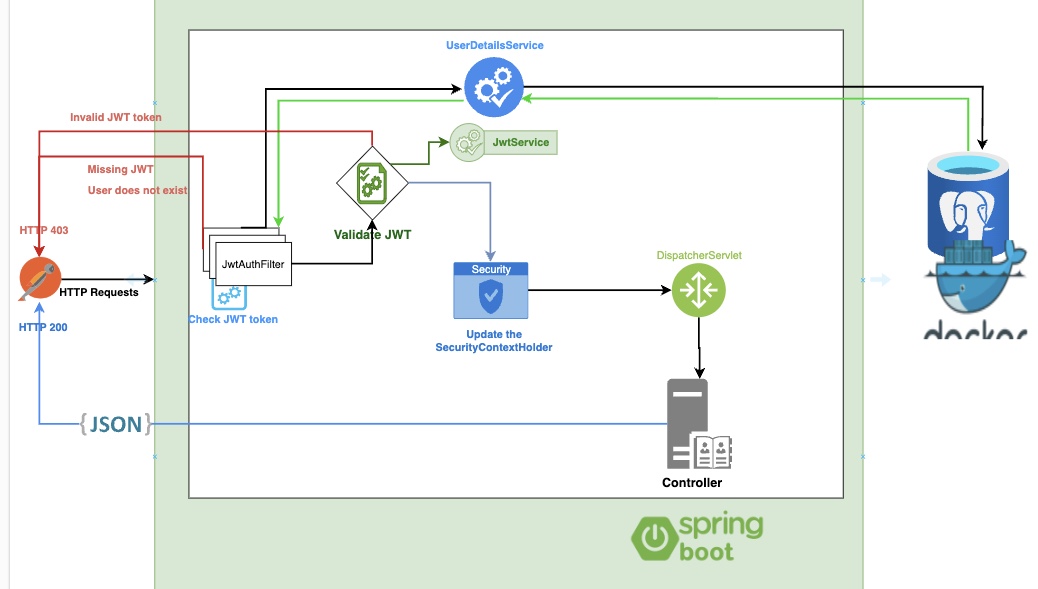 UserDetailsService
Invalid JWT token
JwtService
Missing JWT
User does not exist
HTTP 403
Validate JWT
JwtAuthFilter
Security
DispatcherServlet
HTTP Requests
Check JWT token
HTTP 200
Update the
SecurityContextHolder
docker
{JSON}
Controller
spring
boot